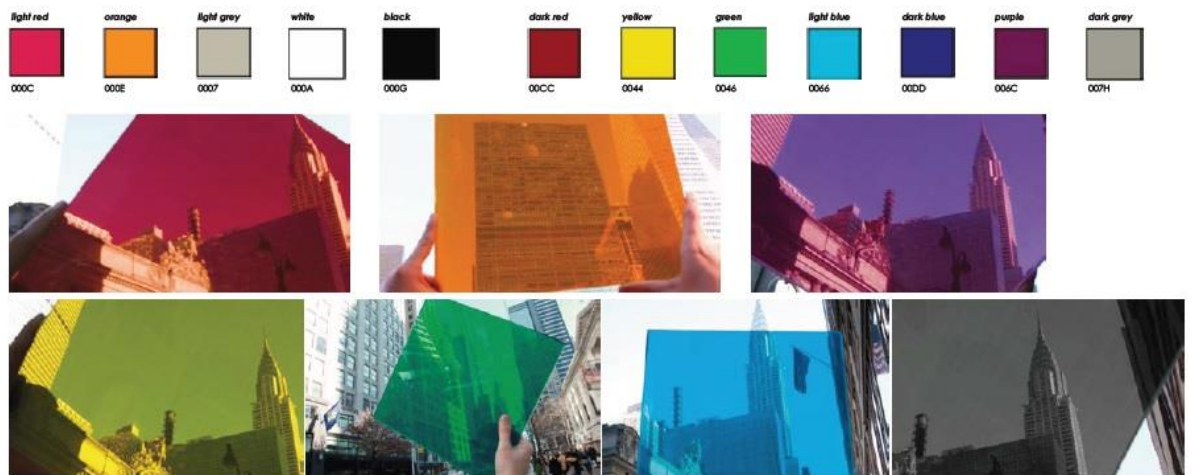 light red orange light grey white black dark red yellow green light blue dark blue purple dark grey
000C 000E 0007 000A 000G 00CC 0044 0046 0066 00DD 006C 007H